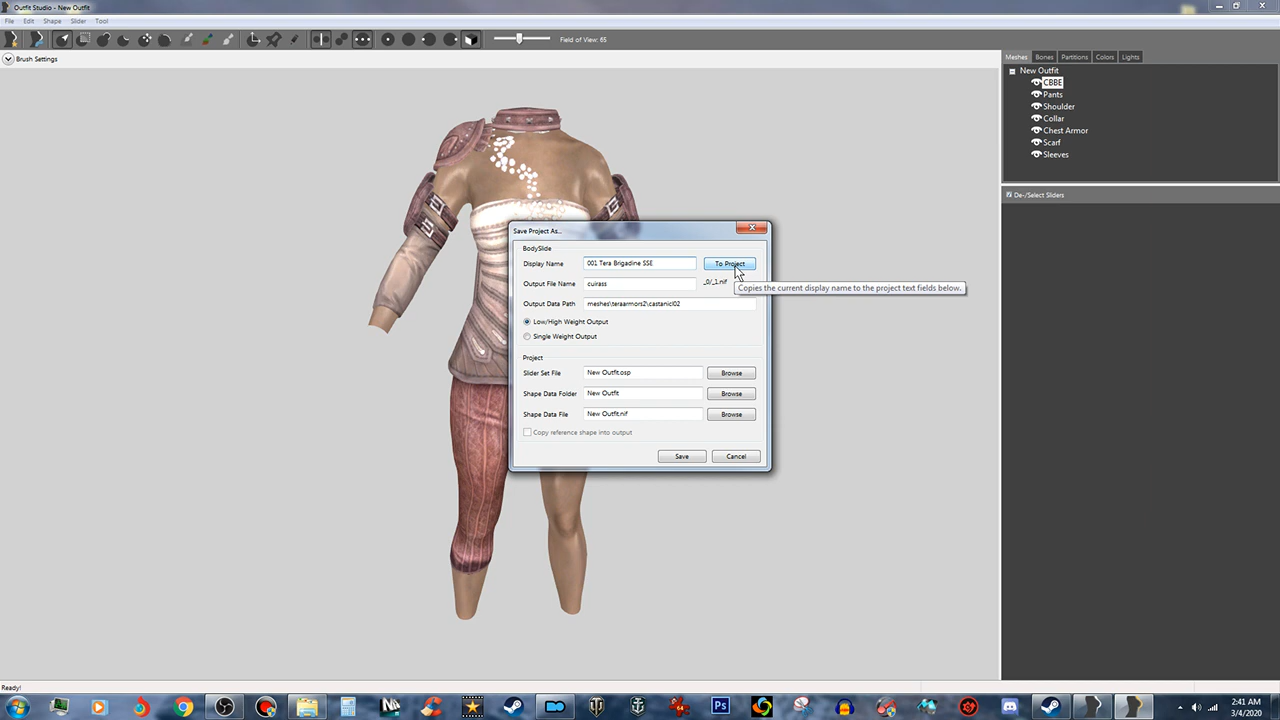 Outfit Studio - New Outfit
File Edit Shape Slider Tool
Field of View: 65
Brush Settings
Meshes Bones Partitions Colors Lights
New Outfit
CBBE
Pants
Shoulder
Collar
Chest Armor
Scarf
Sleeves
De-/Select Sliders
Save Project As...
BodySlide
Display Name 001 Tera Brigadine SSE To Project
Output File Name cuirass _0/_1.nif
Copies the current display name to the project text fields below.
Output Data Path meshes\teraarmors2\castanicl02
Low/High Weight Output
Single Weight Output
Project
Slider Set File New Outfit.osp Browse
Shape Data Folder New Outfit Browse
Shape Data File New Outfit.nif Browse
Copy reference shape into output
Save Cancel
Ready!
Ps
2:41 AM
3/4/2020